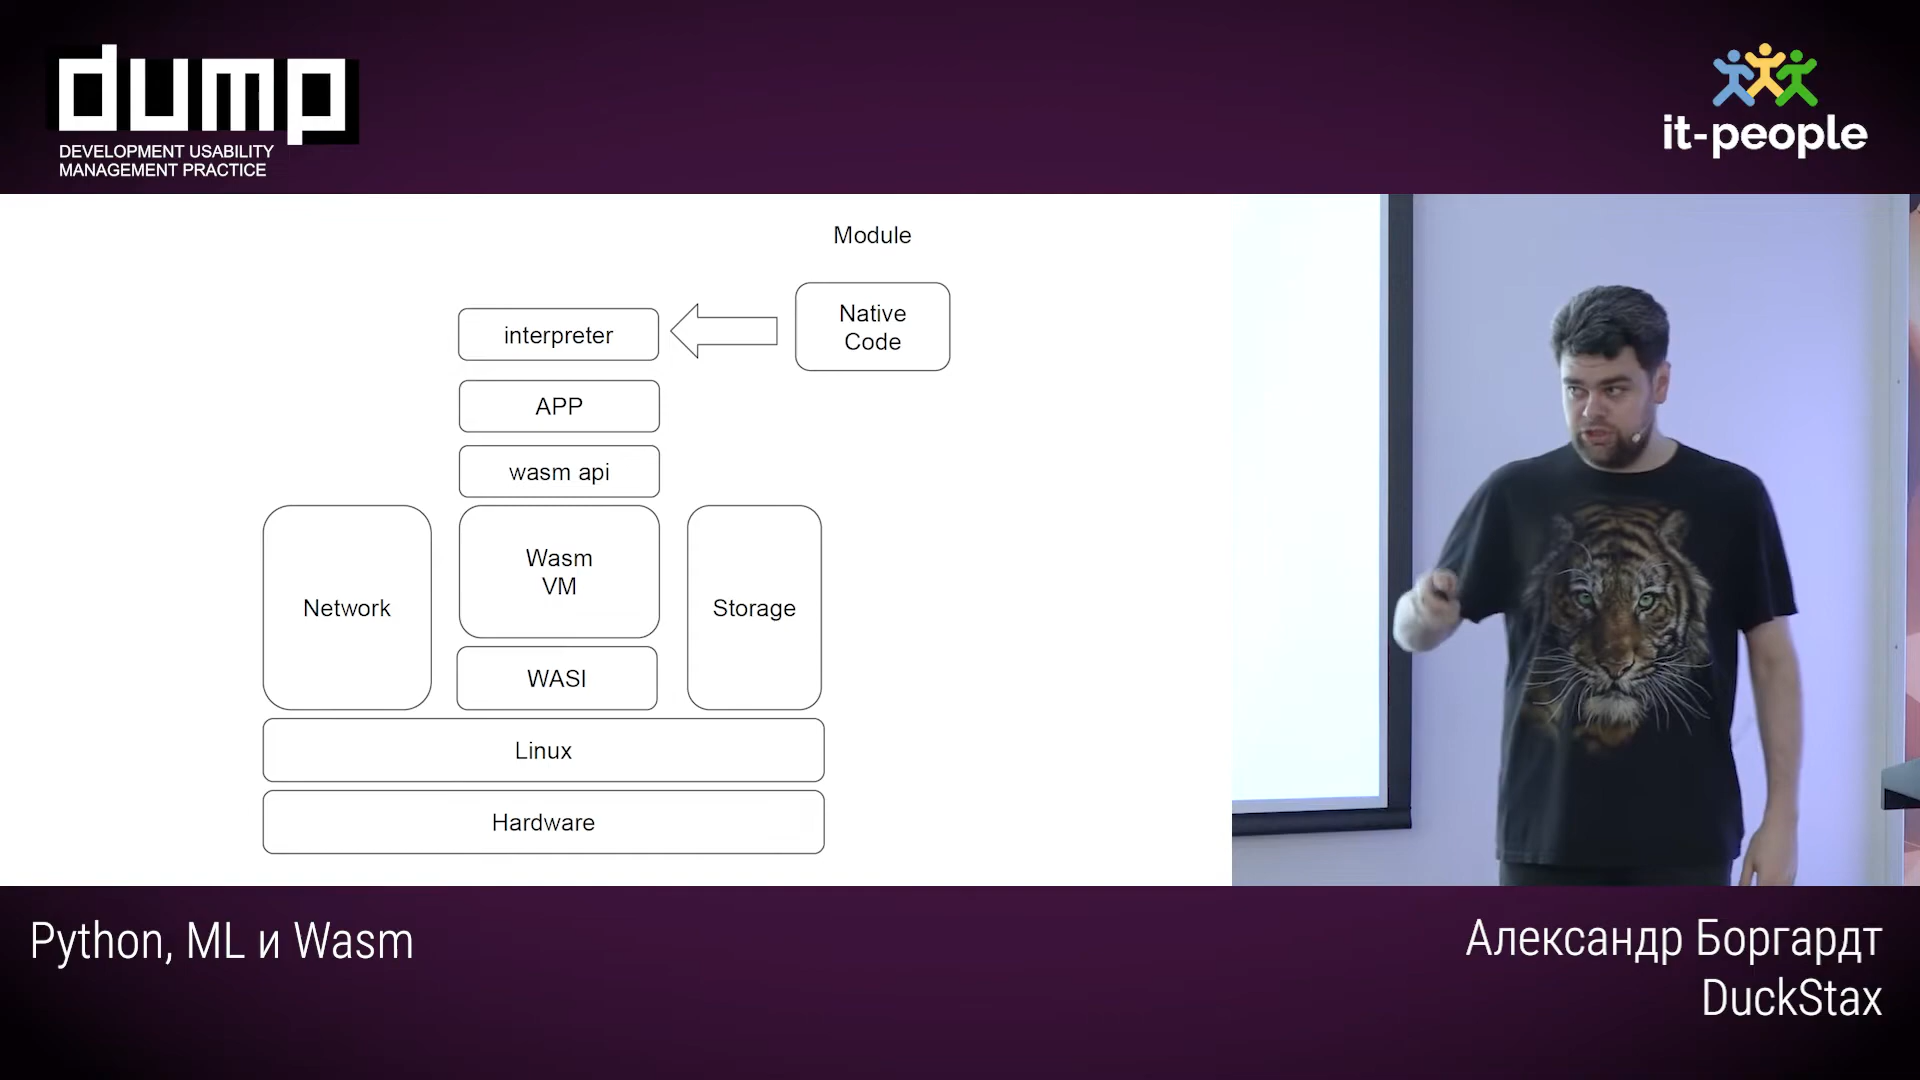 dump
DEVELOPMENT USABILITY
MANAGEMENT PRACTICE
it-people
Module
Native
Code
interpreter
APP
wasm api
Wasm
VM
Network
Storage
WASI
Linux
Hardware
Python, ML и Wasm
Александр Боргардт
DuckStax